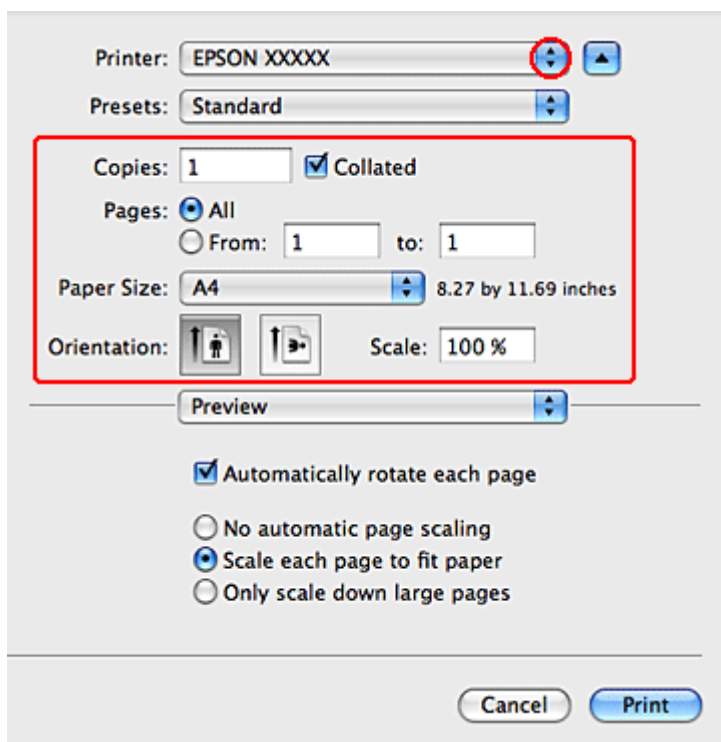 Printer: EPSON XXXXX
Presets: Standard
Copies: 1 Collated
Pages: All
From: 1 to: 1
Paper Size: A4 8.27 by 11.69 inches
Orientation: Scale: 100 %
Preview
Automatically rotate each page
No automatic page scaling
Scale each page to fit paper
Only scale down large pages
Cancel Print